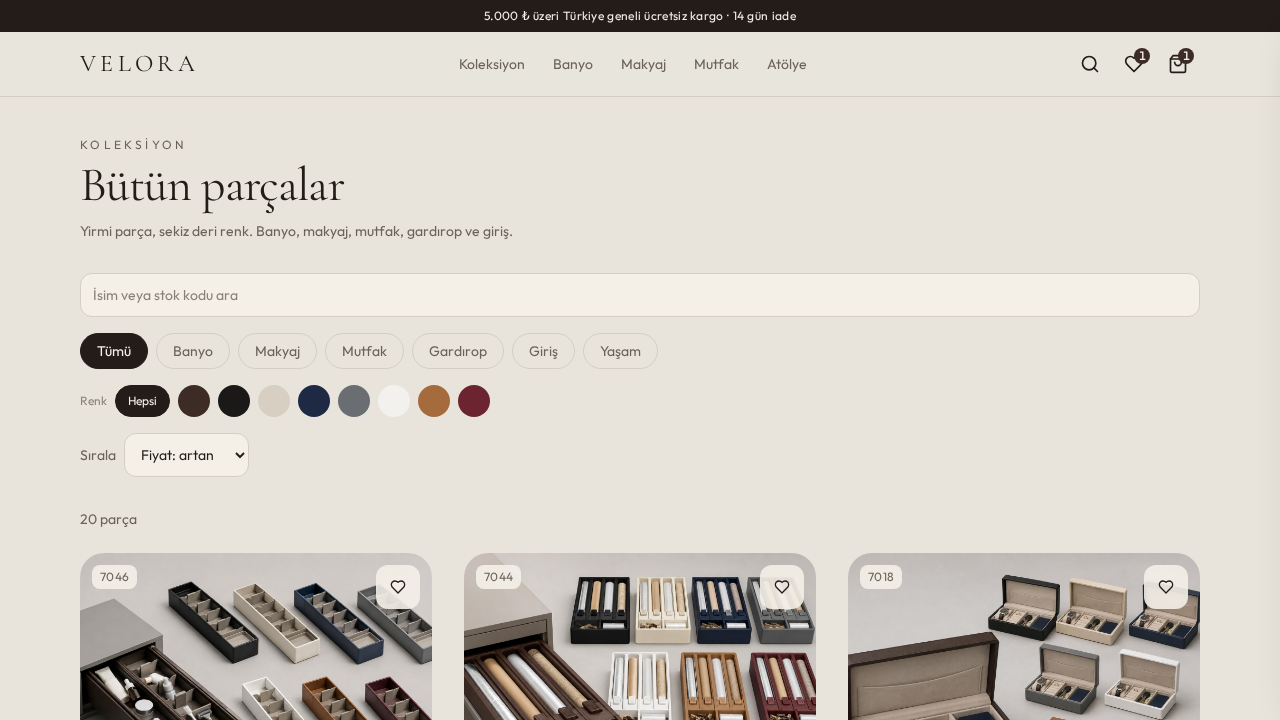 5.000 ₺ üzeri Türkiye geneli ücretsiz kargo · 14 gün iade
VELORA
Koleksiyon Banyo Makyaj Mutfak Atölye
1 1
KOLEKSİYON
Bütün parçalar
Yirmi parça, sekiz deri renk. Banyo, makyaj, mutfak, gardırop ve giriş.
İsim veya stok kodu ara
Tümü Banyo Makyaj Mutfak Gardırop Giriş Yaşam
Renk Hepsi
Sırala Fiyat: artan
20 parça
7046 7044 7018